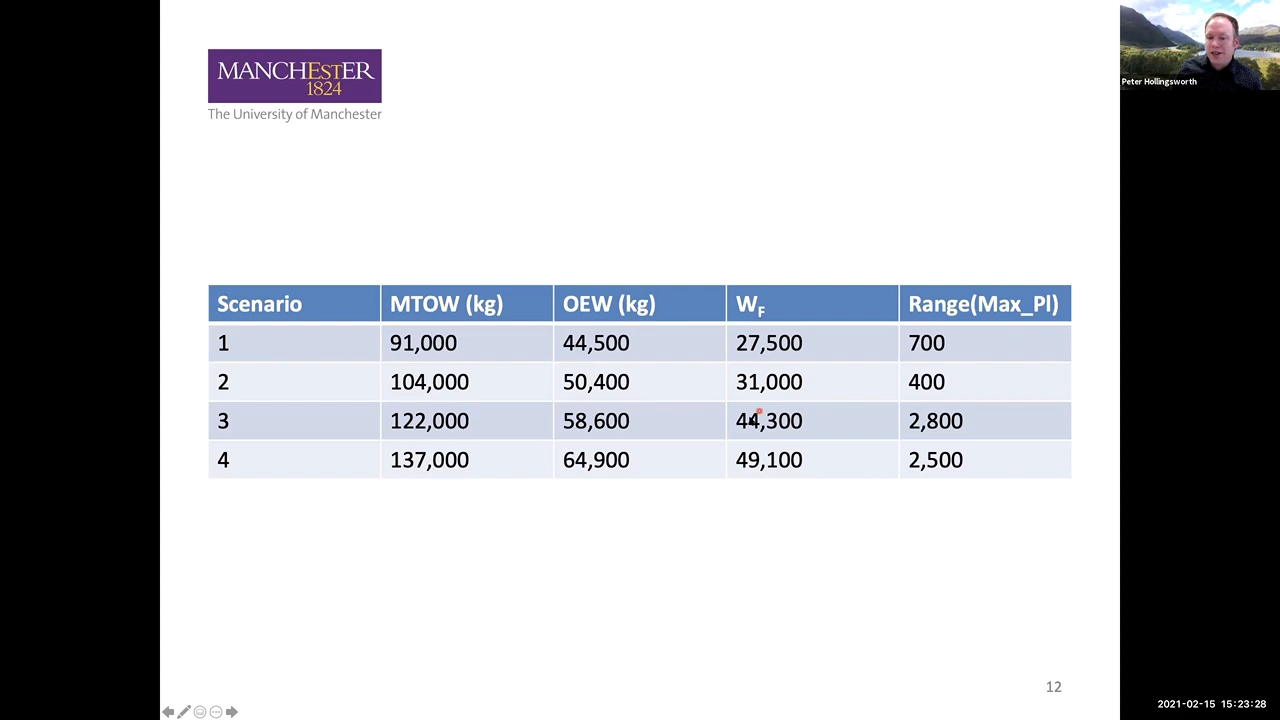 MANCHESTER
1824
The University of Manchester
Peter Hollingsworth
Scenario MTOW (kg) OEW (kg) WF Range(Max_Pl)
1 91,000 44,500 27,500 700
2 104,000 50,400 31,000 400
3 122,000 58,600 44,300 2,800
4 137,000 64,900 49,100 2,500
12
2021-02-15 15:23:28